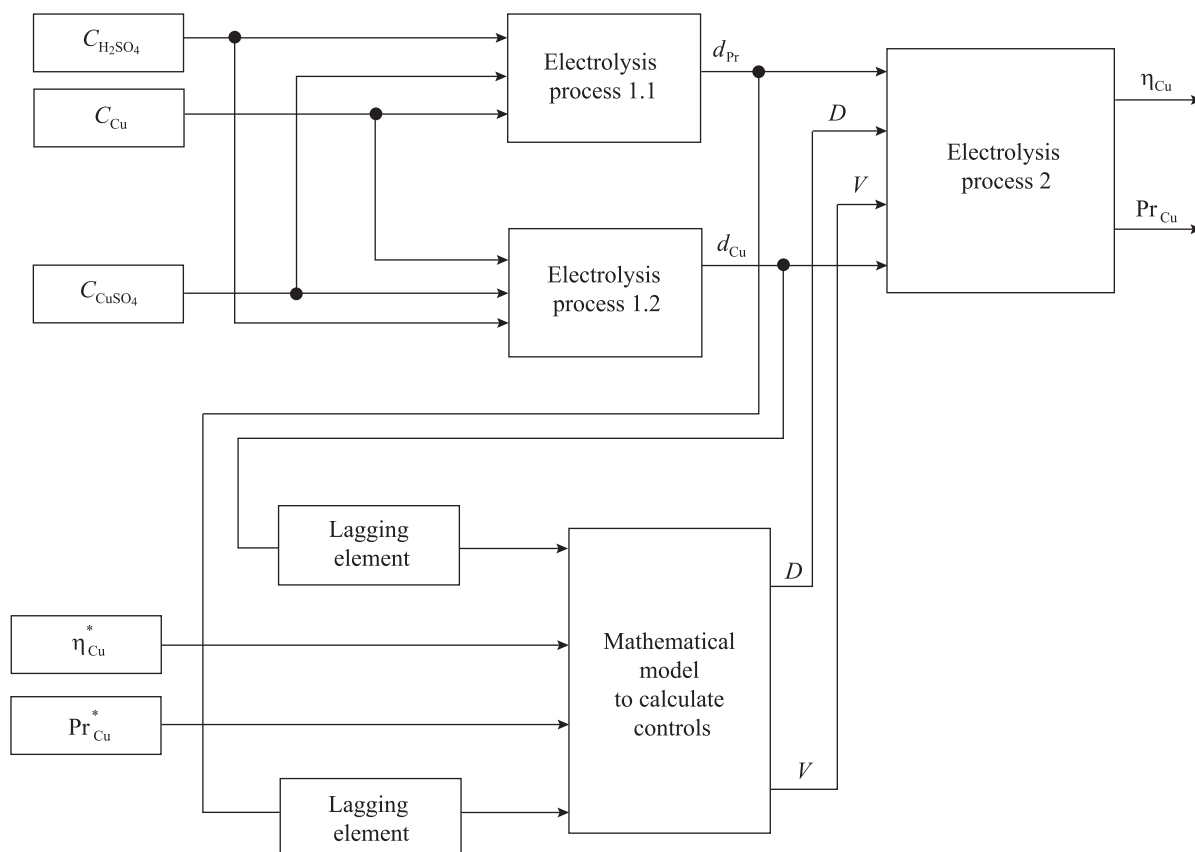 C_H₂SO₄
Electrolysis
process 1.1
d_Pr
η_Cu
C_Cu
D
Electrolysis
process 2
V
Pr_Cu
d_Cu
C_CuSO₄
Electrolysis
process 1.2
Lagging
element
D
η*_Cu
Mathematical
model
to calculate
controls
Pr*_Cu
V
Lagging
element